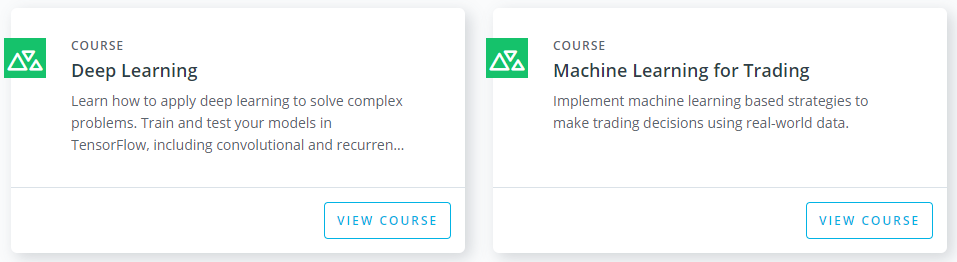 COURSE
Deep Learning
Learn how to apply deep learning to solve complex
problems. Train and test your models in
TensorFlow, including convolutional and recurren...
VIEW COURSE
COURSE
Machine Learning for Trading
Implement machine learning based strategies to
make trading decisions using real-world data.
VIEW COURSE